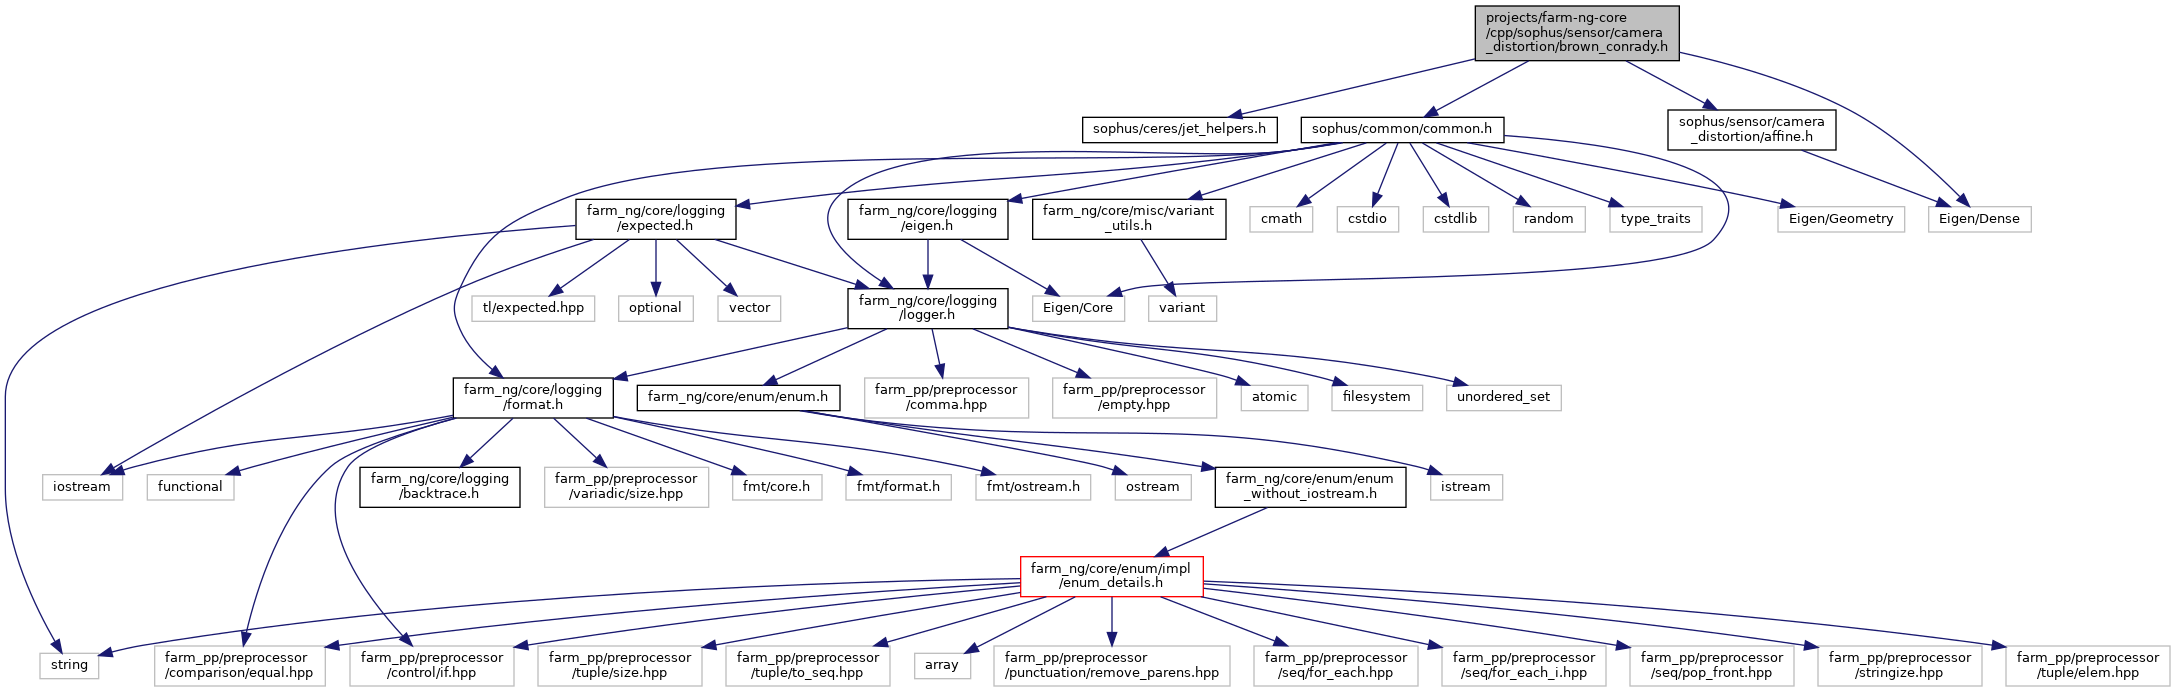 projects/farm-ng-core
/cpp/sophus/sensor/camera
_distortion/brown_conrady.h
sophus/ceres/jet_helpers.h
sophus/common/common.h
sophus/sensor/camera
_distortion/affine.h
farm_ng/core/logging
/expected.h
farm_ng/core/logging
/eigen.h
farm_ng/core/misc/variant
_utils.h
cmath
cstdio
cstdlib
random
type_traits
Eigen/Geometry
Eigen/Dense
tl/expected.hpp
optional
vector
farm_ng/core/logging
/logger.h
Eigen/Core
variant
farm_ng/core/logging
/format.h
farm_ng/core/enum/enum.h
farm_pp/preprocessor
/comma.hpp
farm_pp/preprocessor
/empty.hpp
atomic
filesystem
unordered_set
iostream
functional
farm_ng/core/logging
/backtrace.h
farm_pp/preprocessor
/variadic/size.hpp
fmt/core.h
fmt/format.h
fmt/ostream.h
ostream
farm_ng/core/enum/enum
_without_iostream.h
istream
farm_ng/core/enum/impl
/enum_details.h
string
farm_pp/preprocessor
/comparison/equal.hpp
farm_pp/preprocessor
/control/if.hpp
farm_pp/preprocessor
/tuple/size.hpp
farm_pp/preprocessor
/tuple/to_seq.hpp
array
farm_pp/preprocessor
/punctuation/remove_parens.hpp
farm_pp/preprocessor
/seq/for_each.hpp
farm_pp/preprocessor
/seq/for_each_i.hpp
farm_pp/preprocessor
/seq/pop_front.hpp
farm_pp/preprocessor
/stringize.hpp
farm_pp/preprocessor
/tuple/elem.hpp